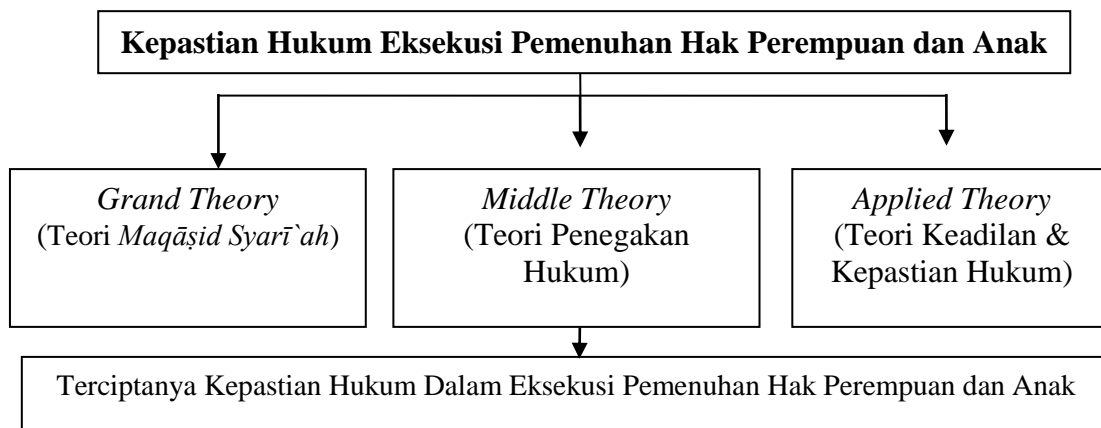 Kepastian Hukum Eksekusi Pemenuhan Hak Perempuan dan Anak
Grand Theory
(Teori Maqāṣid Syarī`ah)
Middle Theory
(Teori Penegakan
Hukum)
Applied Theory
(Teori Keadilan &
Kepastian Hukum)
Terciptanya Kepastian Hukum Dalam Eksekusi Pemenuhan Hak Perempuan dan Anak